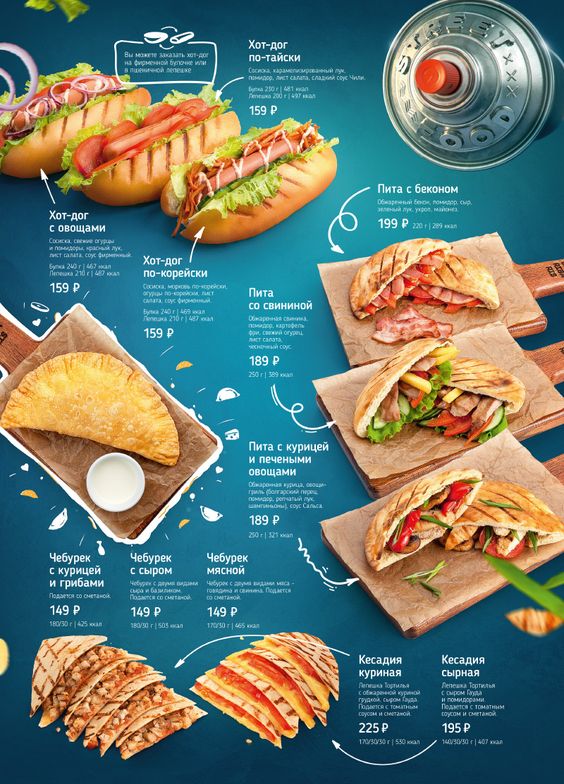 Вы можете заказать хот-дог
на фирменной булочке или
в пшеничной лепешке
Хот-дог
по-тайски
Сосиска, карамелизированный лук,
помидор, лист салата, сладкий соус Чили.
Булка 230 г | 481 ккал
Лепешка 200 г | 497 ккал
159 ₽
STREET
FOOD
XXX
Хот-дог
с овощами
Сосиска, свежие огурцы
и помидоры, красный лук,
лист салата, соус фирменный.
Булка 240 г | 467 ккал
Лепешка 210 г | 487 ккал
159 ₽
Хот-дог
по-корейски
Сосиска, морковь по-корейски,
огурцы по-корейски, лист
салата, соус фирменный.
Булка 240 г | 469 ккал
Лепешка 210 г | 487 ккал
159 ₽
Пита с беконом
Обжаренный бекон, помидор, сыр,
зеленый лук, укроп, майонез.
199 ₽ 220 г | 289 ккал
Пита
со свининой
Обжаренная свинина,
помидор, картофель
фри, свежий огурец,
лист салата,
чесночный соус.
189 ₽
250 г | 389 ккал
Пита с курицей
и печеными
овощами
Обжаренная курица, овощи-
гриль (болгарский перец,
помидор, репчатый лук,
шампиньоны), соус Сальса.
189 ₽
250 г | 321 ккал
Чебурек
с курицей
и грибами
Подается со сметаной.
149 ₽
180/30 г | 425 ккал
Чебурек
с сыром
Чебурек с двумя видами
сыра и базиликом.
Подается со сметаной.
149 ₽
180/30 г | 503 ккал
Чебурек
мясной
Чебурек с двумя видами мяса –
говядина и свинина. Подается
со сметаной.
149 ₽
170/30 г | 465 ккал
Кесадия
куриная
Лепешка Тортилья
с обжаренной куриной
грудкой, сыром Гауда.
Подается с томатным
соусом и сметаной.
225 ₽
170/30/30 г | 530 ккал
Кесадия
сырная
Лепешка Тортилья
с сыром Гауда
и помидорами.
Подается с томатным
соусом и сметаной.
195 ₽
140/30/30 г | 407 ккал